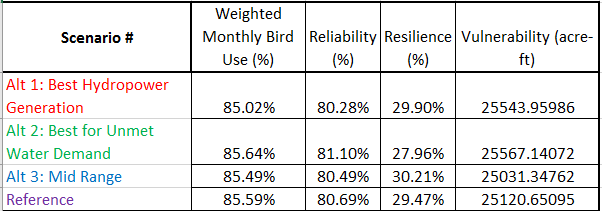 Scenario # Weighted Monthly Bird Use (%) Reliability (%) Resilience (%) Vulnerability (acre-ft)
Alt 1: Best Hydropower Generation 85.02% 80.28% 29.90% 25543.95986
Alt 2: Best for Unmet Water Demand 85.64% 81.10% 27.96% 25567.14072
Alt 3: Mid Range 85.49% 80.49% 30.21% 25031.34762
Reference 85.59% 80.69% 29.47% 25120.65095